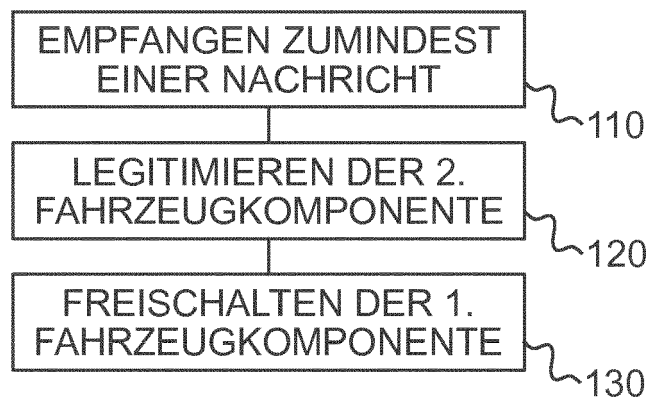 EMPFANGEN ZUMINDEST
EINER NACHRICHT
110
LEGITIMIEREN DER 2.
FAHRZEUGKOMPONENTE
120
FREISCHALTEN DER 1.
FAHRZEUGKOMPONENTE
130